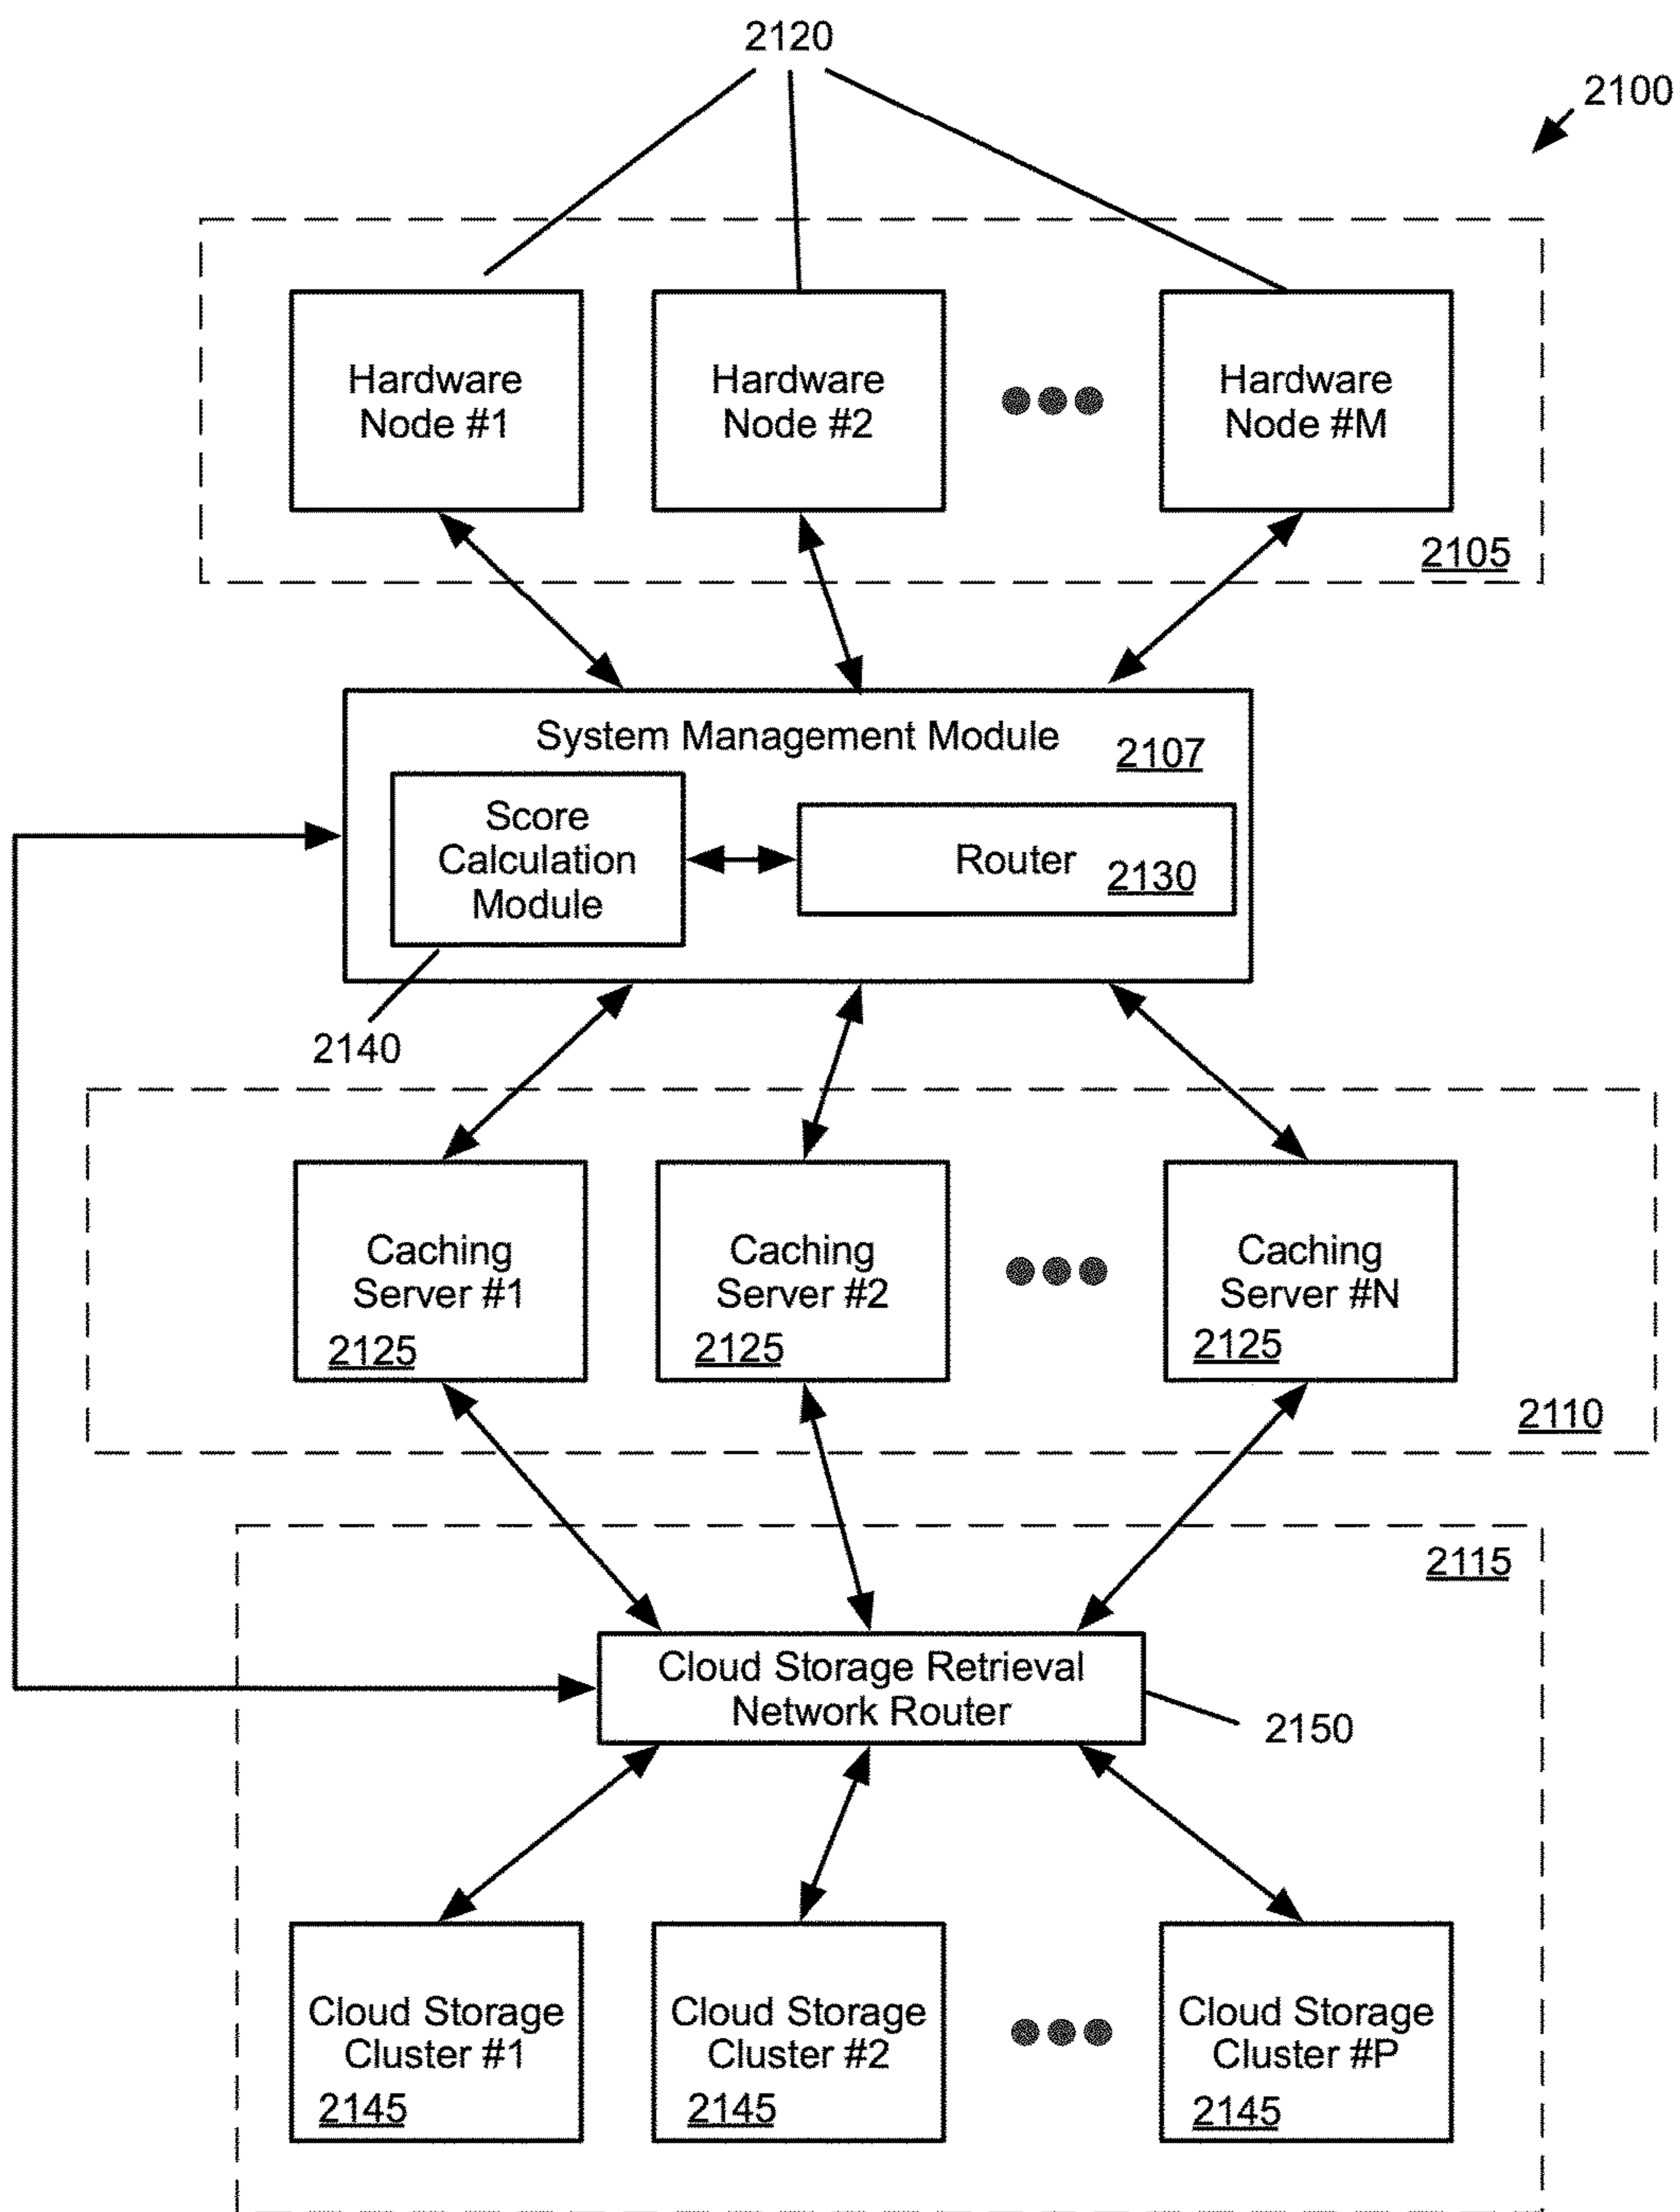 2120
2100
Hardware
Node #1
Hardware
Node #2
Hardware
Node #M
2105
System Management Module
2107
Score
Calculation
Module
Router
2130
2140
Caching
Server #1
2125
Caching
Server #2
2125
Caching
Server #N
2125
2110
2115
Cloud Storage Retrieval
Network Router
2150
Cloud Storage
Cluster #1
2145
Cloud Storage
Cluster #2
2145
Cloud Storage
Cluster #P
2145